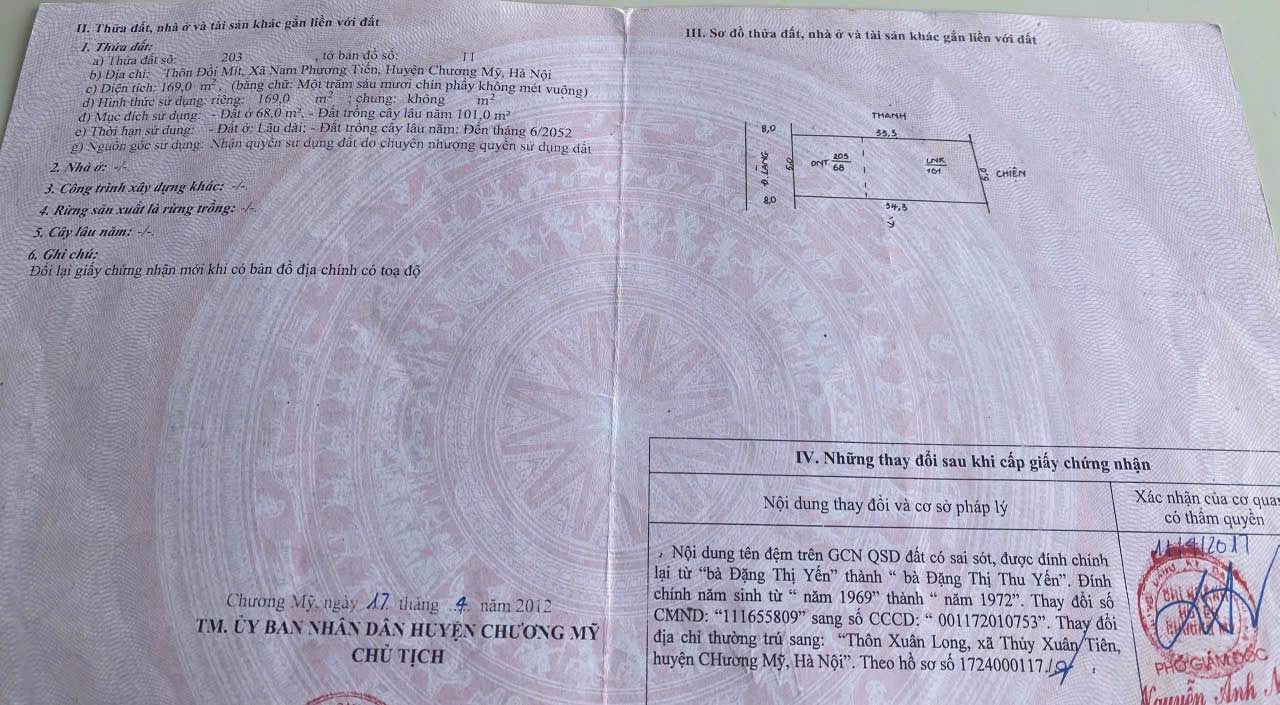 II. Thửa đất, nhà ở và tài sản khác gắn liền với đất
1. Thửa đất:
a) Thửa đất số: 203 , tờ bản đồ số: 11
b) Địa chỉ: Thôn Đồi Mít, Xã Nam Phương Tiến, Huyện Chương Mỹ, Hà Nội
c) Diện tích: 169,0 m², (bằng chữ: Một trăm sáu mươi chín phẩy không mét vuông)
d) Hình thức sử dụng: riêng: 169,0 m² ; chung: không m²
đ) Mục đích sử dụng: - Đất ở 68,0 m², - Đất trồng cây lâu năm 101,0 m²
e) Thời hạn sử dụng: - Đất ở: Lâu dài; - Đất trồng cây lâu năm: Đến tháng 6/2052
g) Nguồn gốc sử dụng: Nhận quyền sử dụng đất do chuyển nhượng quyền sử dụng đất
2. Nhà ở: -/-
3. Công trình xây dựng khác: -/-.
4. Rừng sản xuất là rừng trồng: -/-.
5. Cây lâu năm: -/-.
6. Ghi chú:
Đổi lại giấy chứng nhận mới khi có bản đồ địa chính có toạ độ
Chương Mỹ, ngày 17 tháng 4 năm 2012
TM. ỦY BAN NHÂN DÂN HUYỆN CHƯƠNG MỸ
CHỦ TỊCH
III. Sơ đồ thửa đất, nhà ở và tài sản khác gắn liền với đất
THANH
8,0
33,3
Đ. LANG
5,0
ONT 203
68
LNK
101
5,0
CHIÊN
8,0
34,3
Ý
IV. Những thay đổi sau khi cấp giấy chứng nhận
Nội dung thay đổi và cơ sở pháp lý
Xác nhận của cơ quan
có thẩm quyền
Nội dung tên đệm trên GCN QSD đất có sai sót, được đính chính
lại từ “bà Đặng Thị Yến” thành “ bà Đặng Thị Thu Yến”. Đính
chính năm sinh từ “ năm 1969” thành “ năm 1972”. Thay đổi số
CMND: “111655809” sang số CCCD: “ 001172010753”. Thay đổi
địa chỉ thường trú sang: “Thôn Xuân Long, xã Thủy Xuân Tiên,
huyện CHương Mỹ, Hà Nội”. Theo hồ sơ số 1724000117.
PHÓ GIÁM ĐỐC
Nguyễn Anh